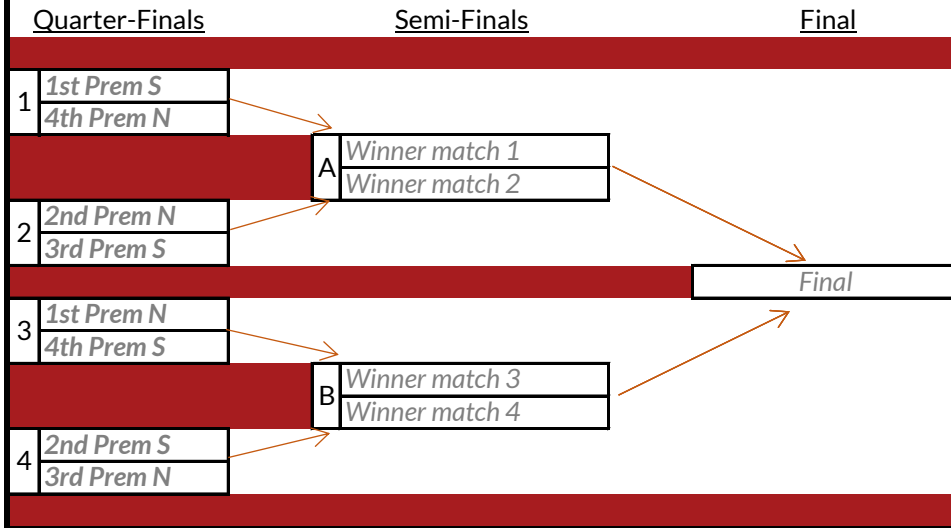 Quarter-Finals Semi-Finals Final
1 1st Prem S
4th Prem N
A Winner match 1
Winner match 2
2 2nd Prem N
3rd Prem S
Final
3 1st Prem N
4th Prem S
B Winner match 3
Winner match 4
4 2nd Prem S
3rd Prem N